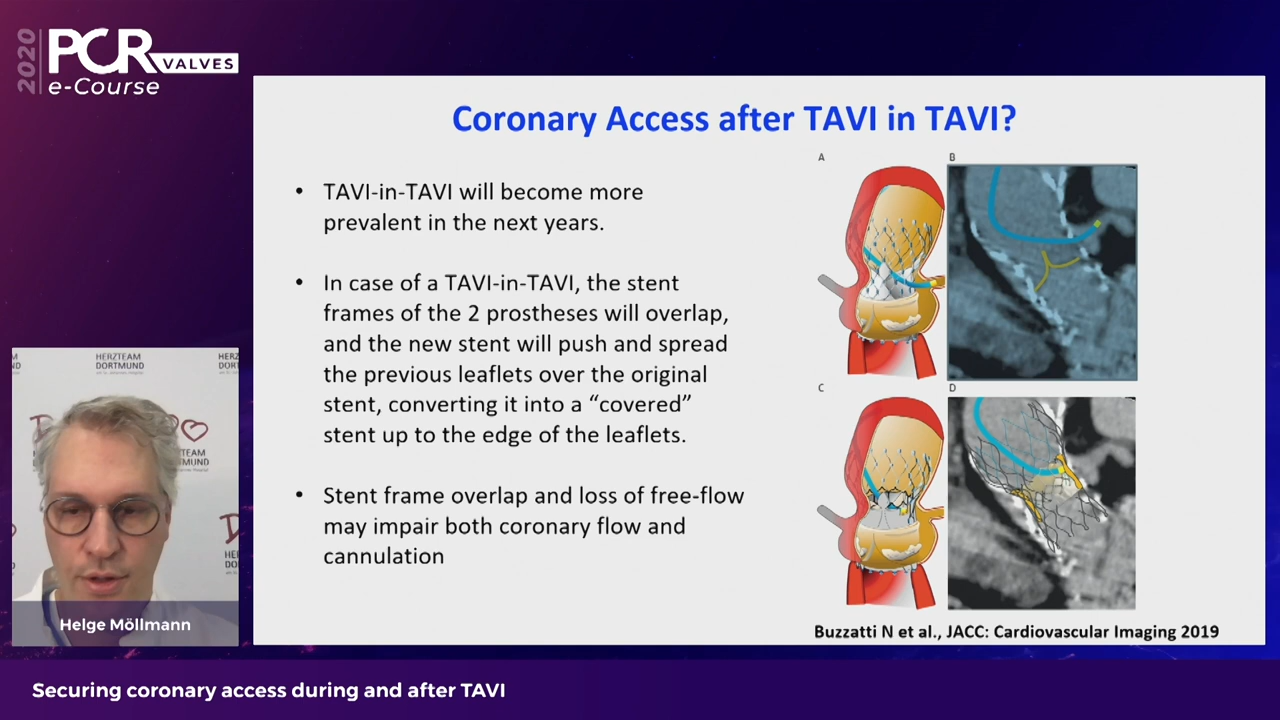 2020
PCR
VALVES
e-Course
Coronary Access after TAVI in TAVI?
• TAVI-in-TAVI will become more
prevalent in the next years.
• In case of a TAVI-in-TAVI, the stent
frames of the 2 prostheses will overlap,
and the new stent will push and spread
the previous leaflets over the original
stent, converting it into a “covered”
stent up to the edge of the leaflets.
• Stent frame overlap and loss of free-flow
may impair both coronary flow and
cannulation
A
B
C
D
Buzzatti N et al., JACC: Cardiovascular Imaging 2019
HERZTEAM
DORTMUND
HERZTEAM
DORTMUND
Helge Möllmann
Securing coronary access during and after TAVI